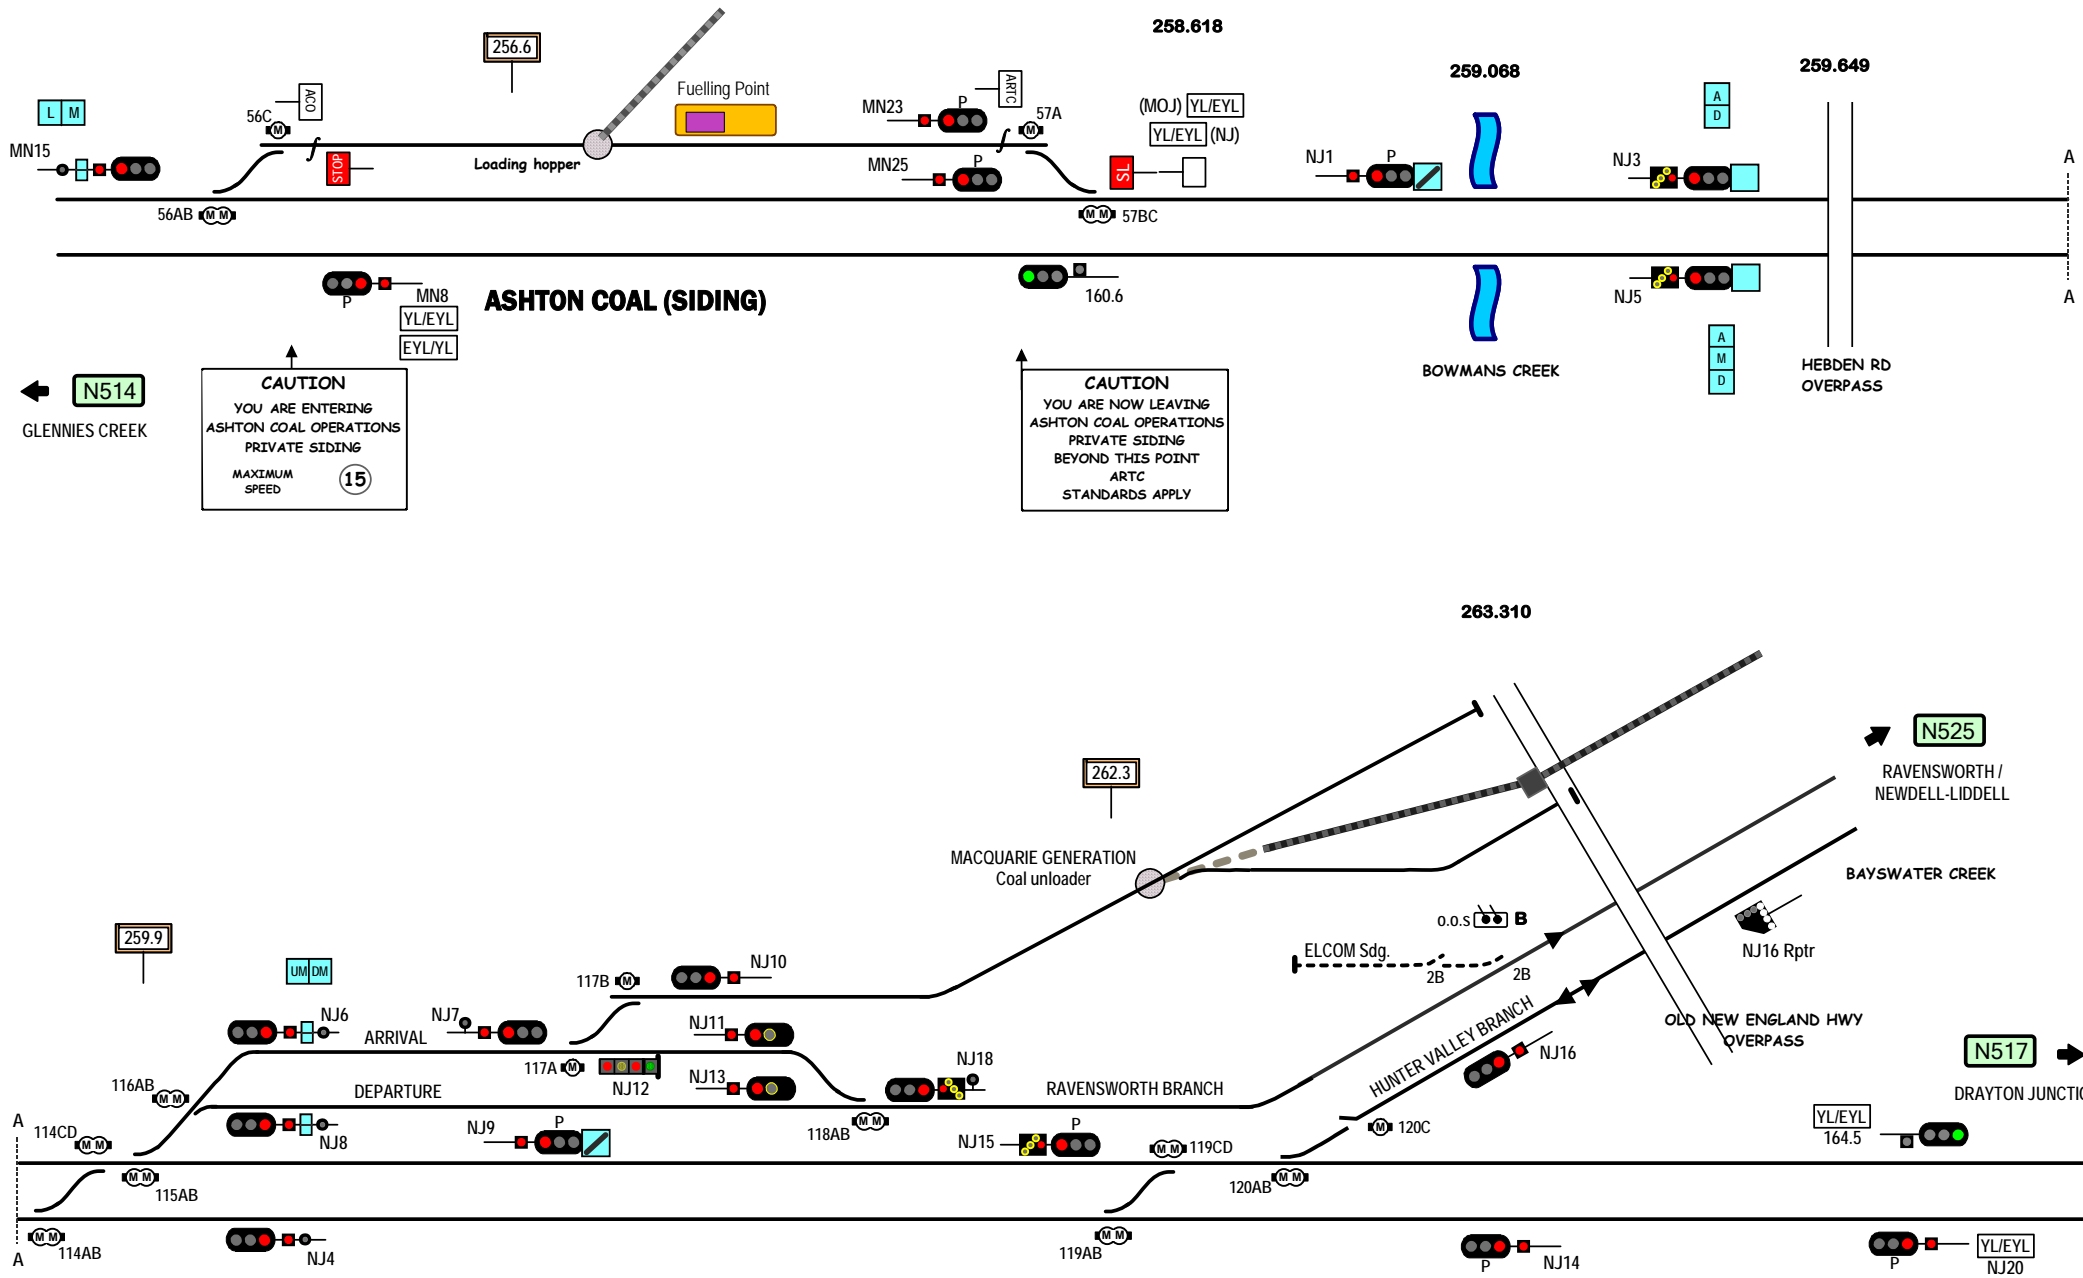 258.618
256.6
259.649
259.068
Fuelling Point
ACO
ARTC
L M
A
D
56C
MN23
P
57A
(MOJ) YL/EYL
YL/EYL (NJ)
MN15
Loading hopper
STOP
MN25
P
SL
NJ1
P
NJ3
A
56AB
57BC
MN8
P
160.6
NJ5
A
YL/EYL
EYL/YL
ASHTON COAL (SIDING)
A
M
D
BOWMANS CREEK
HEBDEN RD
OVERPASS
N514
GLENNIES CREEK
CAUTION
YOU ARE ENTERING
ASHTON COAL OPERATIONS
PRIVATE SIDING
MAXIMUM
SPEED
15
CAUTION
YOU ARE NOW LEAVING
ASHTON COAL OPERATIONS
PRIVATE SIDING
BEYOND THIS POINT
ARTC
STANDARDS APPLY
263.310
N525
RAVENSWORTH /
NEWDELL-LIDDELL
262.3
MACQUARIE GENERATION
Coal unloader
BAYSWATER CREEK
o.o.s B
ELCOM Sdg.
2B
2B
NJ16 Rptr
259.9
UM DM
117B
NJ10
NJ6
NJ7
ARRIVAL
NJ11
117A
NJ12
NJ13
NJ18
HUNTER VALLEY BRANCH
OLD NEW ENGLAND HWY
OVERPASS
NJ16
N517
DRAYTON JUNCTIO
116AB
DEPARTURE
RAVENSWORTH BRANCH
A
114CD
NJ8
NJ9
P
118AB
NJ15
P
119CD
120C
YL/EYL
164.5
115AB
120AB
114AB
A
NJ4
119AB
P
NJ14
P
YL/EYL
NJ20
M
M
M M
M M
M
M
M M
M M
M M
M M
M M
M M
M M
M
M M